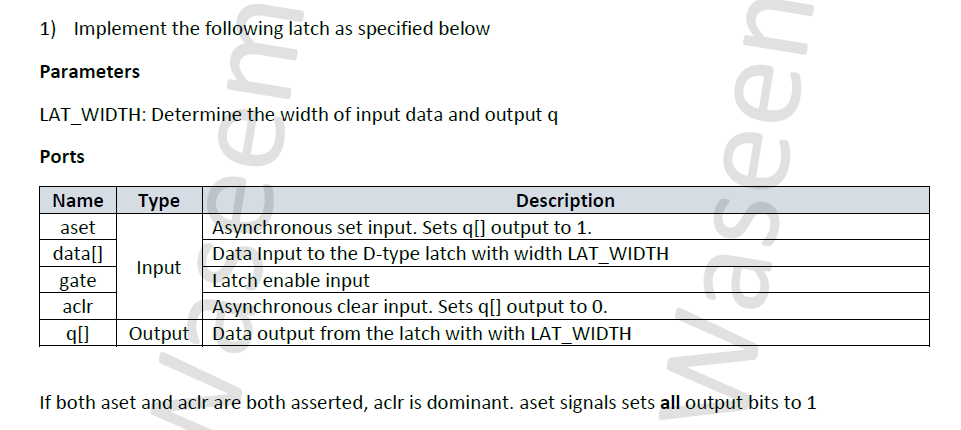 1) Implement the following latch as specified below
Parameters
LAT_WIDTH: Determine the width of input data and output q
Ports
Name Type Description
aset Asynchronous set input. Sets q[] output to 1.
data[] Data Input to the D-type latch with width LAT_WIDTH
Input
gate Latch enable input
aclr Asynchronous clear input. Sets q[] output to 0.
q[] Output Data output from the latch with with LAT_WIDTH
If both aset and aclr are both asserted, aclr is dominant. aset signals sets all output bits to 1
Waseem
Waseem